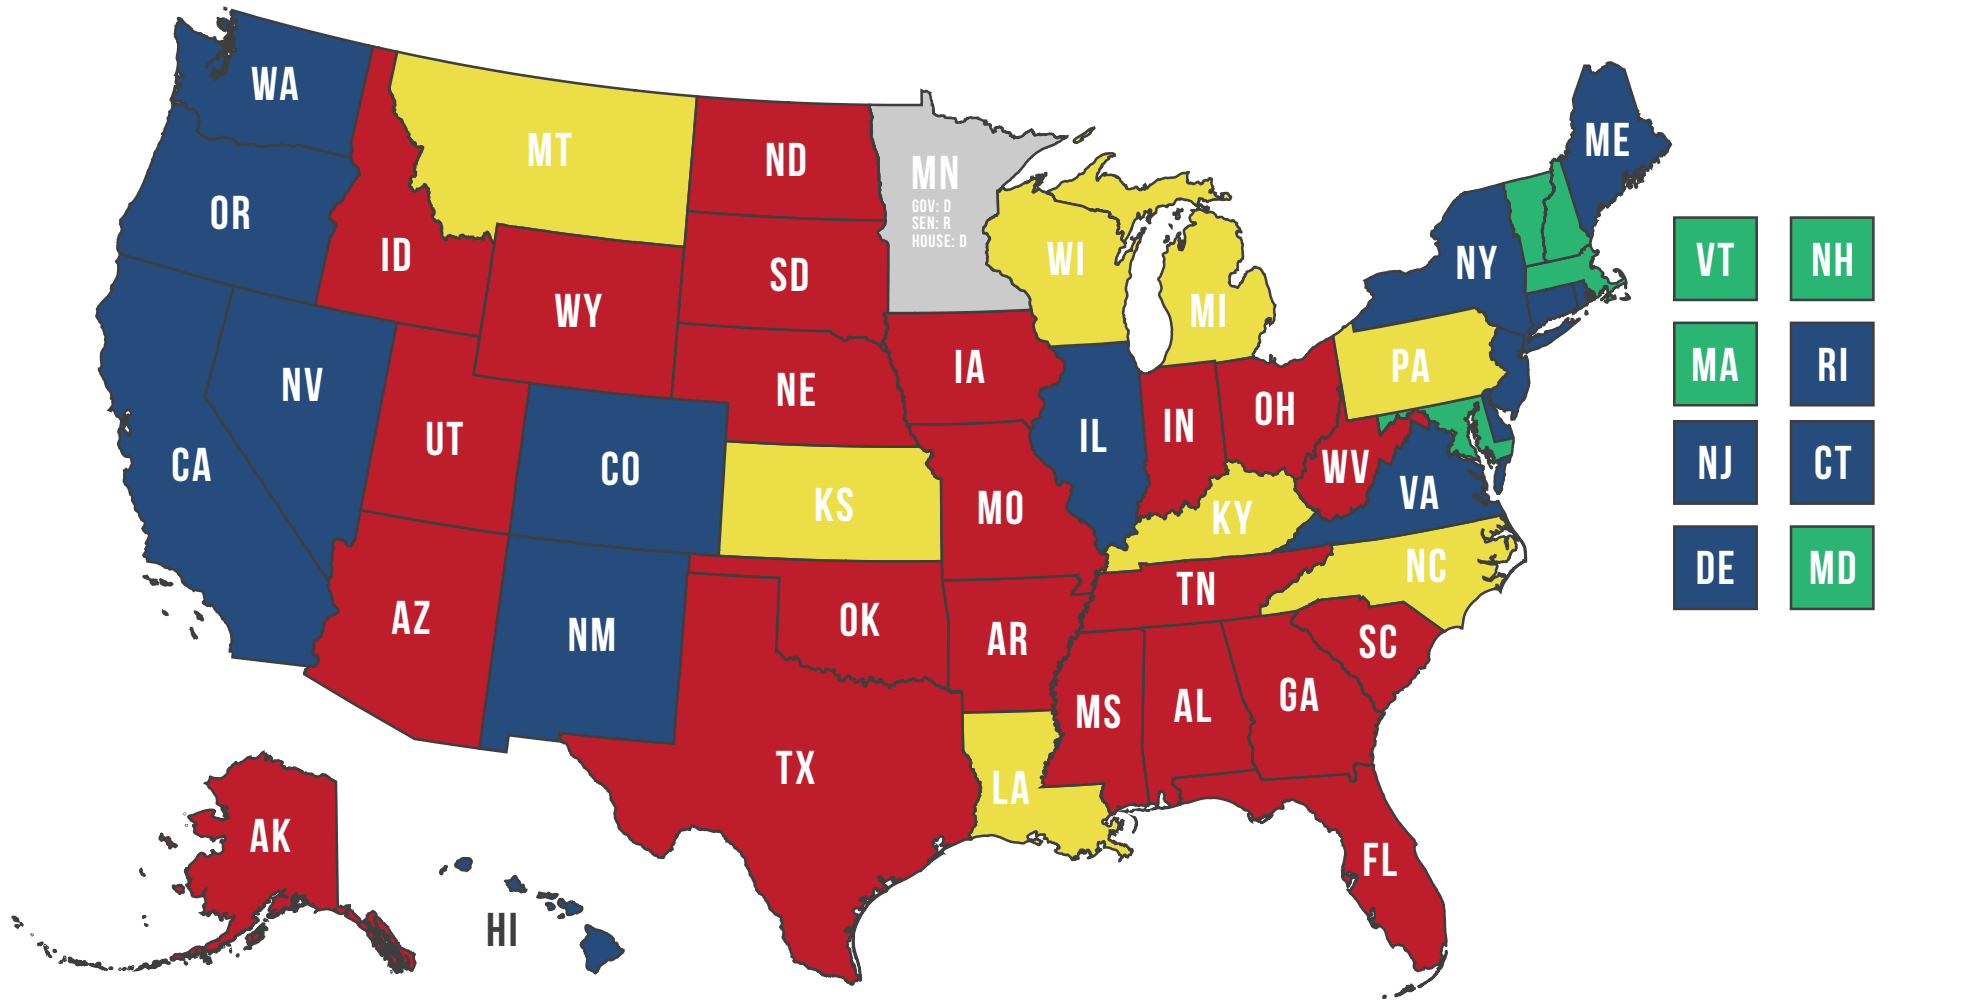 WA
MT
ND
MN
GOV: D
SEN: R
HOUSE: D
ME
OR
ID
WY
SD
WI
MI
NY
VT
NH
NV
UT
NE
IA
PA
MA
RI
CA
CO
KS
MO
IL
IN
OH
WV
VA
KY
NJ
CT
AZ
NM
OK
AR
TN
NC
DE
MD
TX
LA
MS
AL
GA
SC
AK
HI
FL